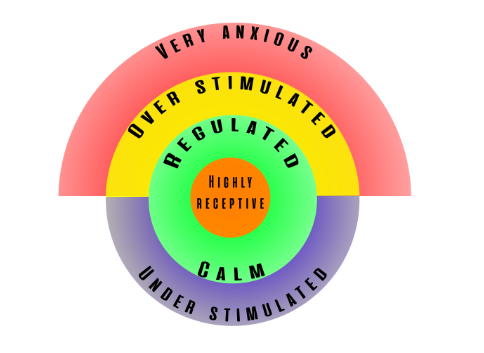 Very anxious
Over stimulated
Regulated
Highly
receptive
Calm
Under stimulated